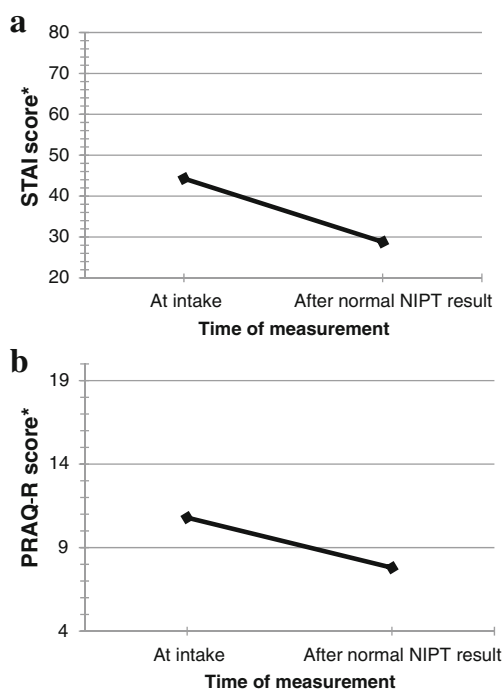 a
STAI score*
80
70
60
50
40
30
20
At intake After normal NIPT result
Time of measurement
b
PRAQ-R score*
19
14
9
4
At intake After normal NIPT result
Time of measurement